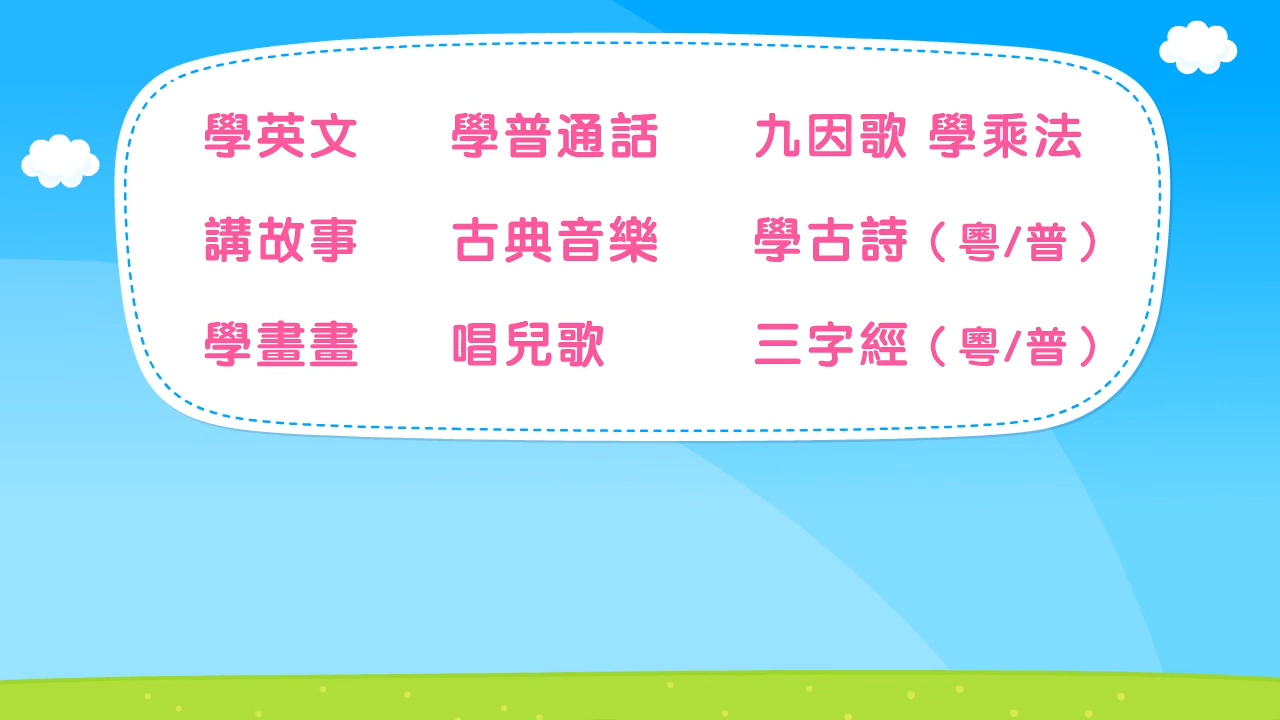 學英文 學普通話 九因歌 學乘法
講故事 古典音樂 學古詩（粵/普）
學畫畫 唱兒歌 三字經（粵/普）